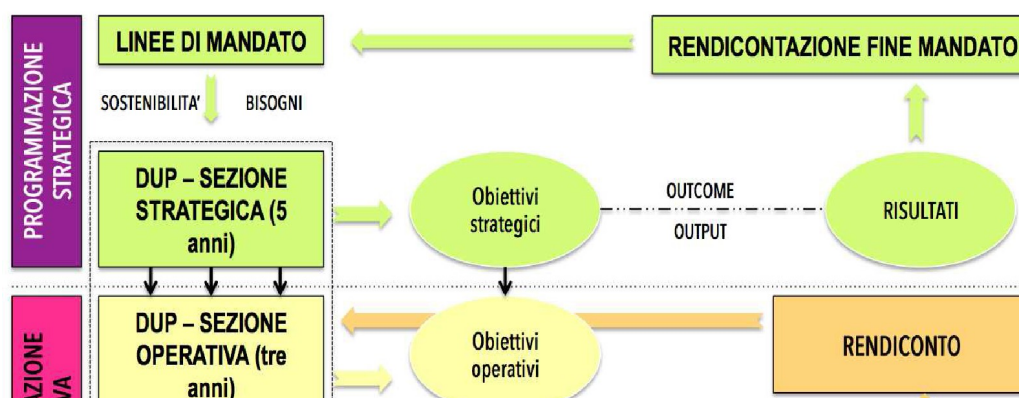 PROGRAMMAZIONE
STRATEGICA
LINEE DI MANDATO
RENDICONTAZIONE FINE MANDATO
SOSTENIBILITA’ BISOGNI
DUP – SEZIONE
STRATEGICA (5
anni)
Obiettivi
strategici
OUTCOME
OUTPUT
RISULTATI
DUP – SEZIONE
OPERATIVA (tre
anni)
Obiettivi
operativi
RENDICONTO